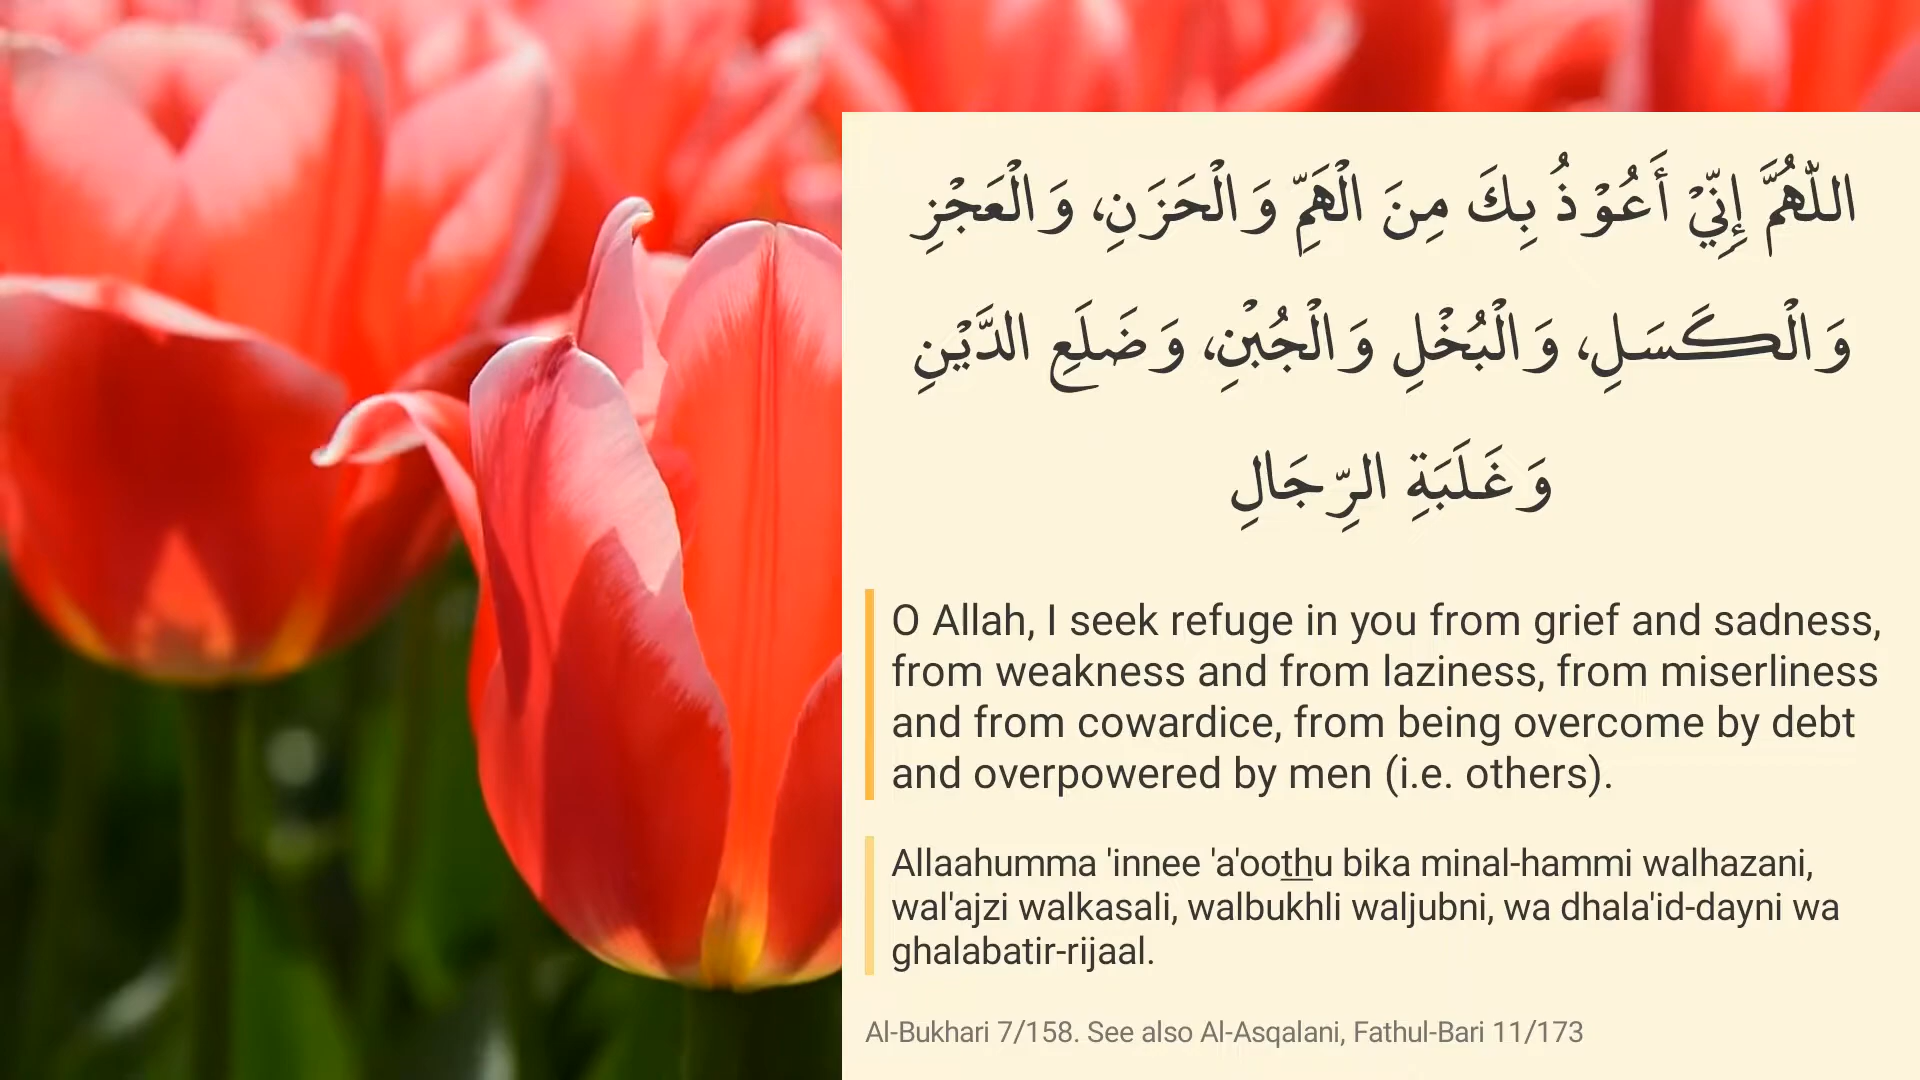 اللّٰهُمَّ إِنِّيْ أَعُوْذُ بِكَ مِنَ الْهَمِّ وَالْحَزَنِ، وَالْعَجْزِ
وَالْكَسَلِ، وَالْبُخْلِ وَالْجُبْنِ، وَضَلَعِ الدَّيْنِ
وَغَلَبَةِ الرِّجَالِ
O Allah, I seek refuge in you from grief and sadness,
from weakness and from laziness, from miserliness
and from cowardice, from being overcome by debt
and overpowered by men (i.e. others).
Allaahumma 'innee 'a'oothu bika minal-hammi walhazani,
wal'ajzi walkasali, walbukhli waljubni, wa dhala'id-dayni wa
ghalabatir-rijaal.
Al-Bukhari 7/158. See also Al-Asqalani, Fathul-Bari 11/173